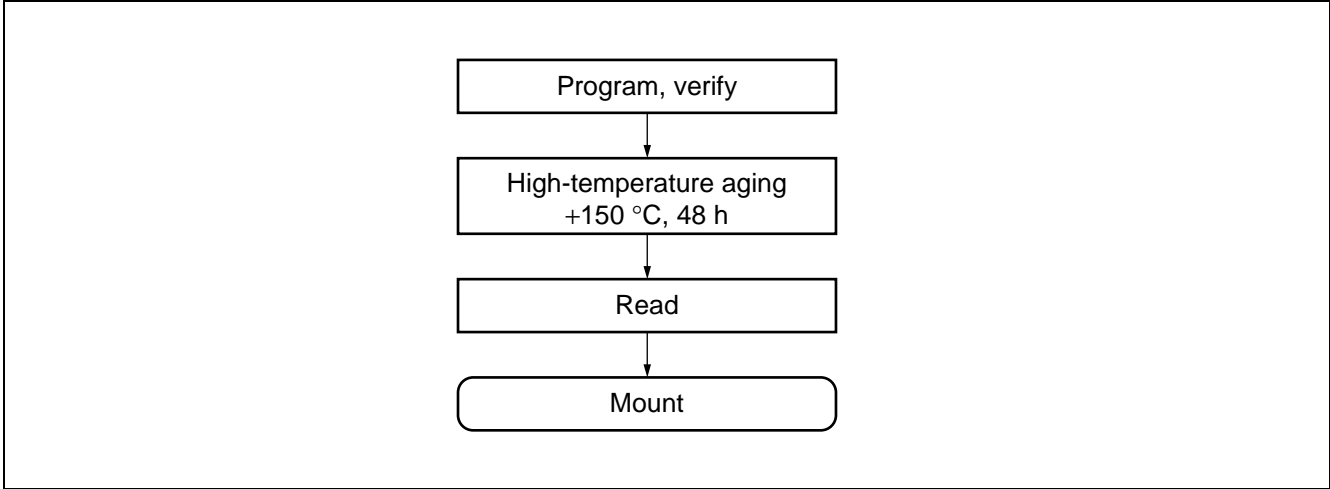 Program, verify
High-temperature aging
+150 °C, 48 h
Read
Mount